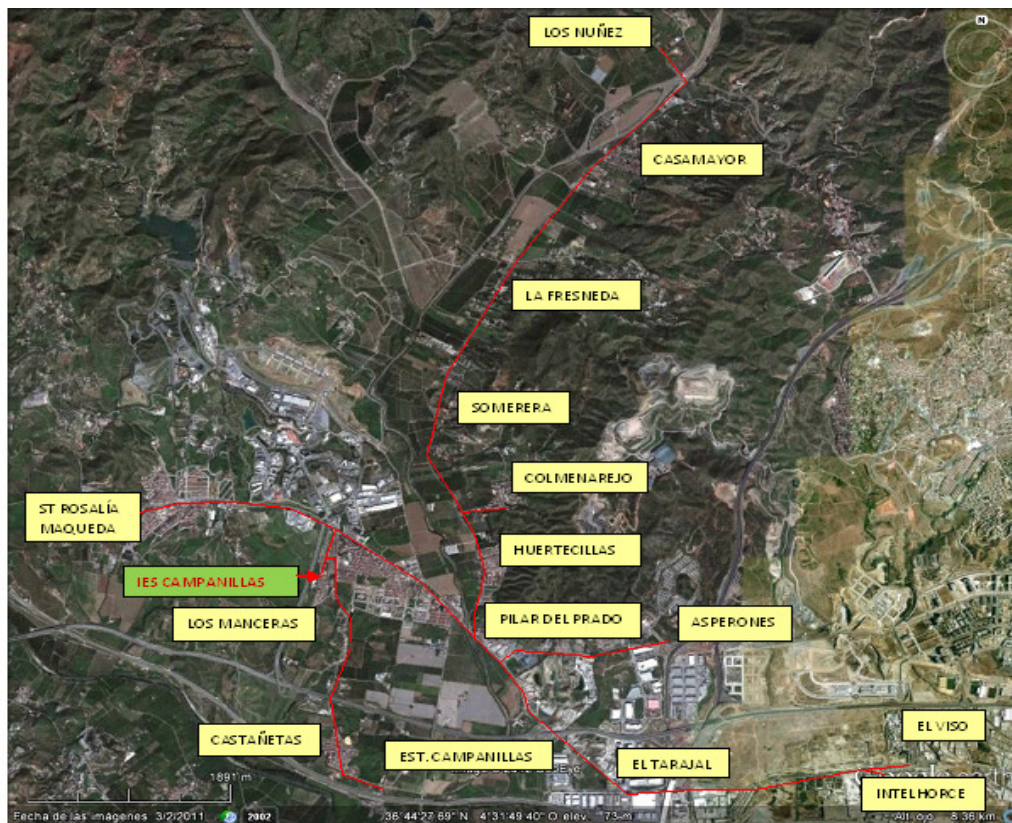 N
LOS NUÑEZ
CASAMAYOR
LA FRESNEDA
SOMERERA
COLMENAREJO
ST ROSALÍA
MAQUEDA
HUERTECILLAS
IES CAMPANILLAS
LOS MANCERAS
PILAR DEL PRADO
ASPERONES
CASTAÑETAS
EST. CAMPANILLAS
EL TARAJAL
EL VISO
INTELHORCE
1891 m
Fecha de las imágenes 3/2/2011
2002
36°44'27.69" N 4°31'49.40" O elev. 73 m
Alt. ojo 8.36 km